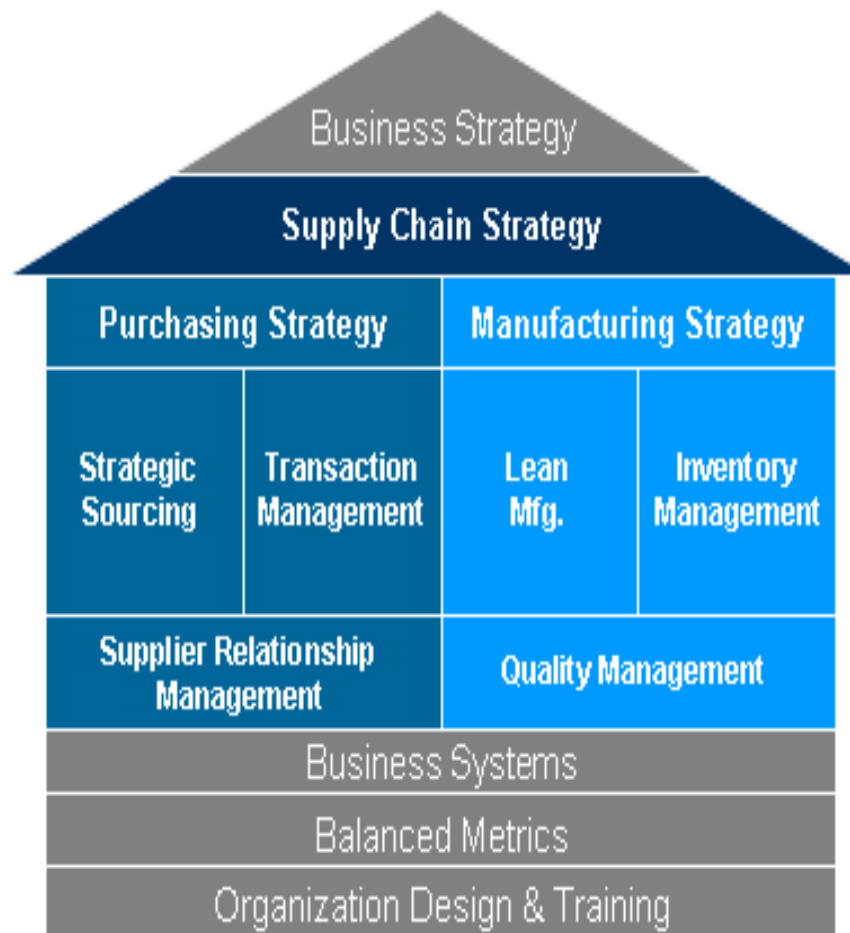 Business Strategy
Supply Chain Strategy
Purchasing Strategy
Manufacturing Strategy
Strategic
Sourcing
Transaction
Management
Lean
Mfg.
Inventory
Management
Supplier Relationship
Management
Quality Management
Business Systems
Balanced Metrics
Organization Design & Training